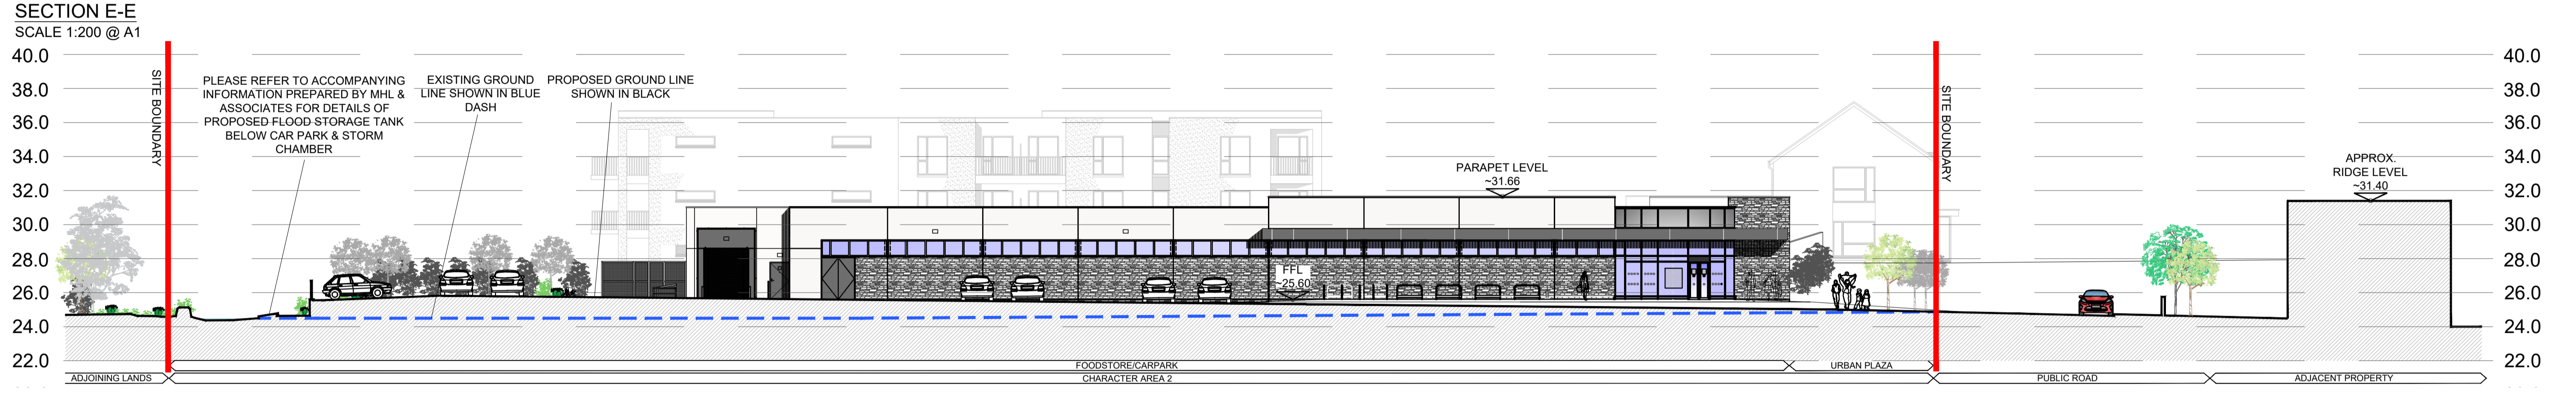 SECTION E-E
SCALE 1:200 @ A1
40.0
38.0
36.0
34.0
32.0
30.0
28.0
26.0
24.0
22.0
SITE BOUNDARY
PLEASE REFER TO ACCOMPANYING
INFORMATION PREPARED BY MHL &
ASSOCIATES FOR DETAILS OF
PROPOSED FLOOD STORAGE TANK
BELOW CAR PARK & STORM
CHAMBER
EXISTING GROUND
LINE SHOWN IN BLUE
DASH
PROPOSED GROUND LINE
SHOWN IN BLACK
PARAPET LEVEL
~31.66
FFL
~25.60
SITE BOUNDARY
APPROX.
RIDGE LEVEL
~31.40
40.0
38.0
36.0
34.0
32.0
30.0
28.0
26.0
24.0
22.0
FOODSTORE/CARPARK
URBAN PLAZA
ADJOINING LANDS
CHARACTER AREA 2
PUBLIC ROAD
ADJACENT PROPERTY